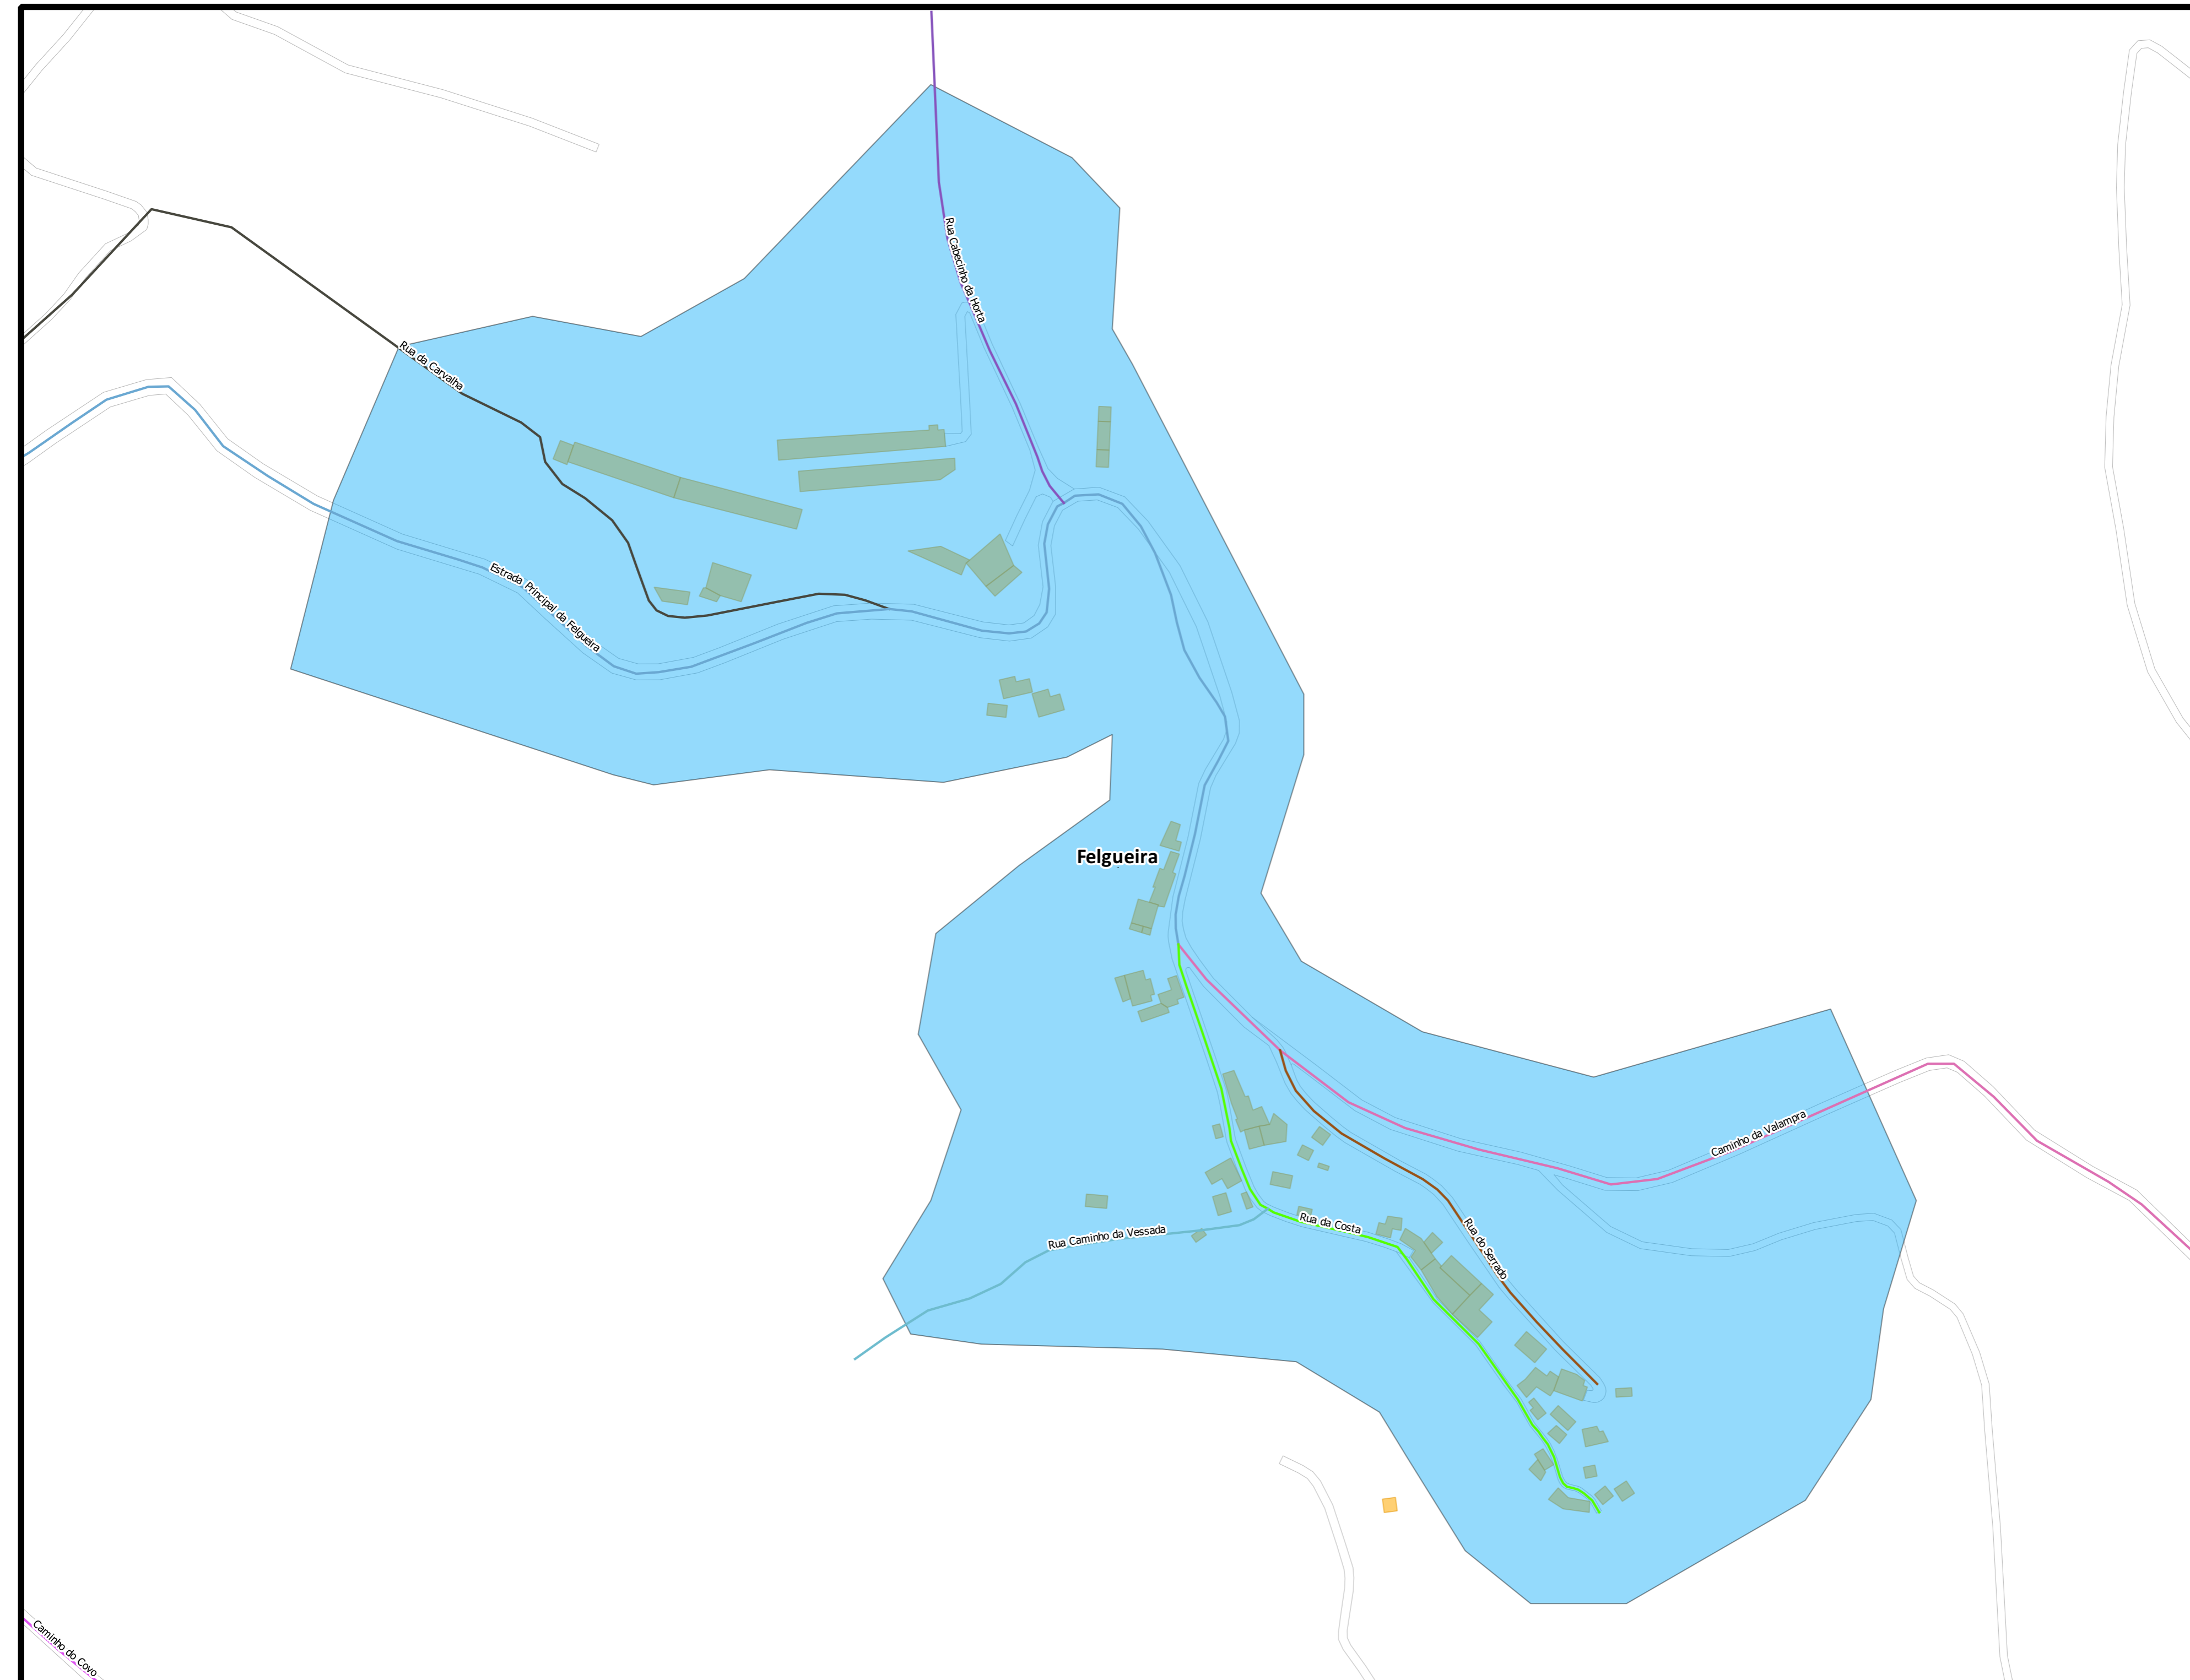 Rua Cabecinho da Horta
Rua da Carvalha
Estrada Principal da Felgueira
Felgueira
Caminho da Valampra
Rua da Costa
Rua Caminho da Vessada
Rua do Serrado
Caminho do Covo